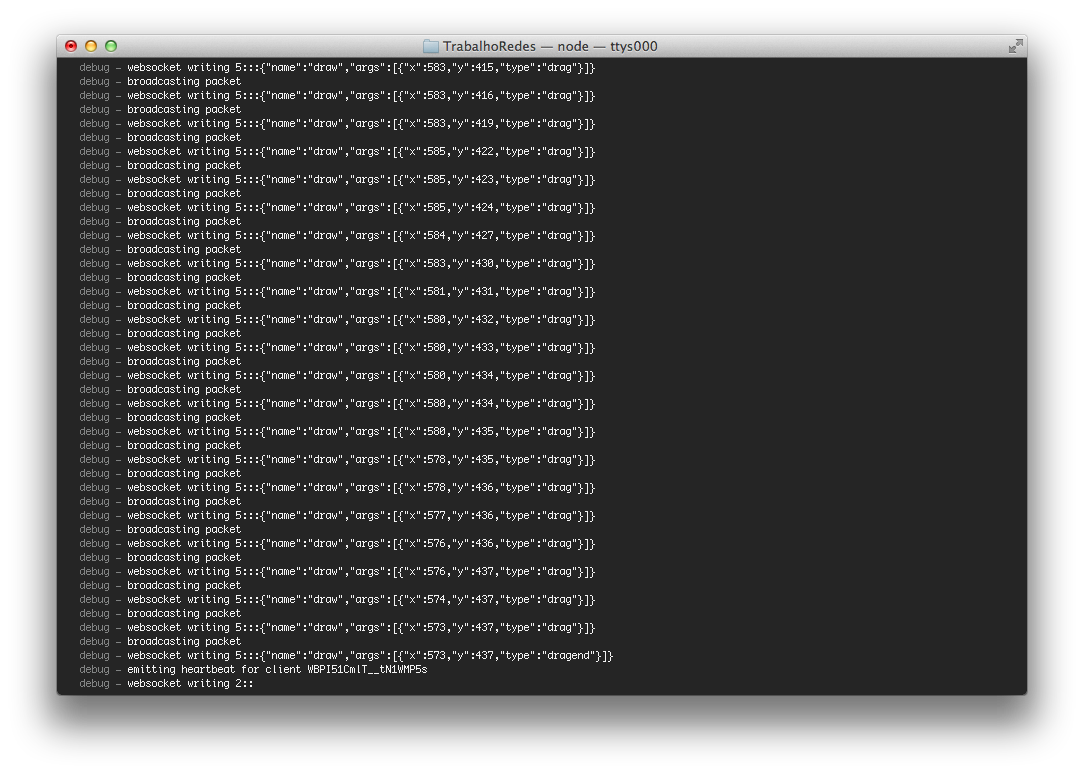 TrabalhoRedes — node — ttys000
debug - websocket writing 5:::{"name":"draw","args":[{"x":583,"y":415,"type":"drag"}]}
debug - broadcasting packet
debug - websocket writing 5:::{"name":"draw","args":[{"x":583,"y":416,"type":"drag"}]}
debug - broadcasting packet
debug - websocket writing 5:::{"name":"draw","args":[{"x":583,"y":419,"type":"drag"}]}
debug - broadcasting packet
debug - websocket writing 5:::{"name":"draw","args":[{"x":585,"y":422,"type":"drag"}]}
debug - broadcasting packet
debug - websocket writing 5:::{"name":"draw","args":[{"x":585,"y":423,"type":"drag"}]}
debug - broadcasting packet
debug - websocket writing 5:::{"name":"draw","args":[{"x":585,"y":424,"type":"drag"}]}
debug - broadcasting packet
debug - websocket writing 5:::{"name":"draw","args":[{"x":584,"y":427,"type":"drag"}]}
debug - broadcasting packet
debug - websocket writing 5:::{"name":"draw","args":[{"x":583,"y":430,"type":"drag"}]}
debug - broadcasting packet
debug - websocket writing 5:::{"name":"draw","args":[{"x":581,"y":431,"type":"drag"}]}
debug - broadcasting packet
debug - websocket writing 5:::{"name":"draw","args":[{"x":580,"y":432,"type":"drag"}]}
debug - broadcasting packet
debug - websocket writing 5:::{"name":"draw","args":[{"x":580,"y":433,"type":"drag"}]}
debug - broadcasting packet
debug - websocket writing 5:::{"name":"draw","args":[{"x":580,"y":434,"type":"drag"}]}
debug - broadcasting packet
debug - websocket writing 5:::{"name":"draw","args":[{"x":580,"y":434,"type":"drag"}]}
debug - broadcasting packet
debug - websocket writing 5:::{"name":"draw","args":[{"x":580,"y":435,"type":"drag"}]}
debug - broadcasting packet
debug - websocket writing 5:::{"name":"draw","args":[{"x":578,"y":435,"type":"drag"}]}
debug - broadcasting packet
debug - websocket writing 5:::{"name":"draw","args":[{"x":578,"y":436,"type":"drag"}]}
debug - broadcasting packet
debug - websocket writing 5:::{"name":"draw","args":[{"x":577,"y":436,"type":"drag"}]}
debug - broadcasting packet
debug - websocket writing 5:::{"name":"draw","args":[{"x":576,"y":436,"type":"drag"}]}
debug - broadcasting packet
debug - websocket writing 5:::{"name":"draw","args":[{"x":576,"y":437,"type":"drag"}]}
debug - broadcasting packet
debug - websocket writing 5:::{"name":"draw","args":[{"x":574,"y":437,"type":"drag"}]}
debug - broadcasting packet
debug - websocket writing 5:::{"name":"draw","args":[{"x":573,"y":437,"type":"drag"}]}
debug - broadcasting packet
debug - websocket writing 5:::{"name":"draw","args":[{"x":573,"y":437,"type":"dragend"}]}
debug - emitting heartbeat for client WBPI51CmlT__tN1WMP5s
debug - websocket writing 2::